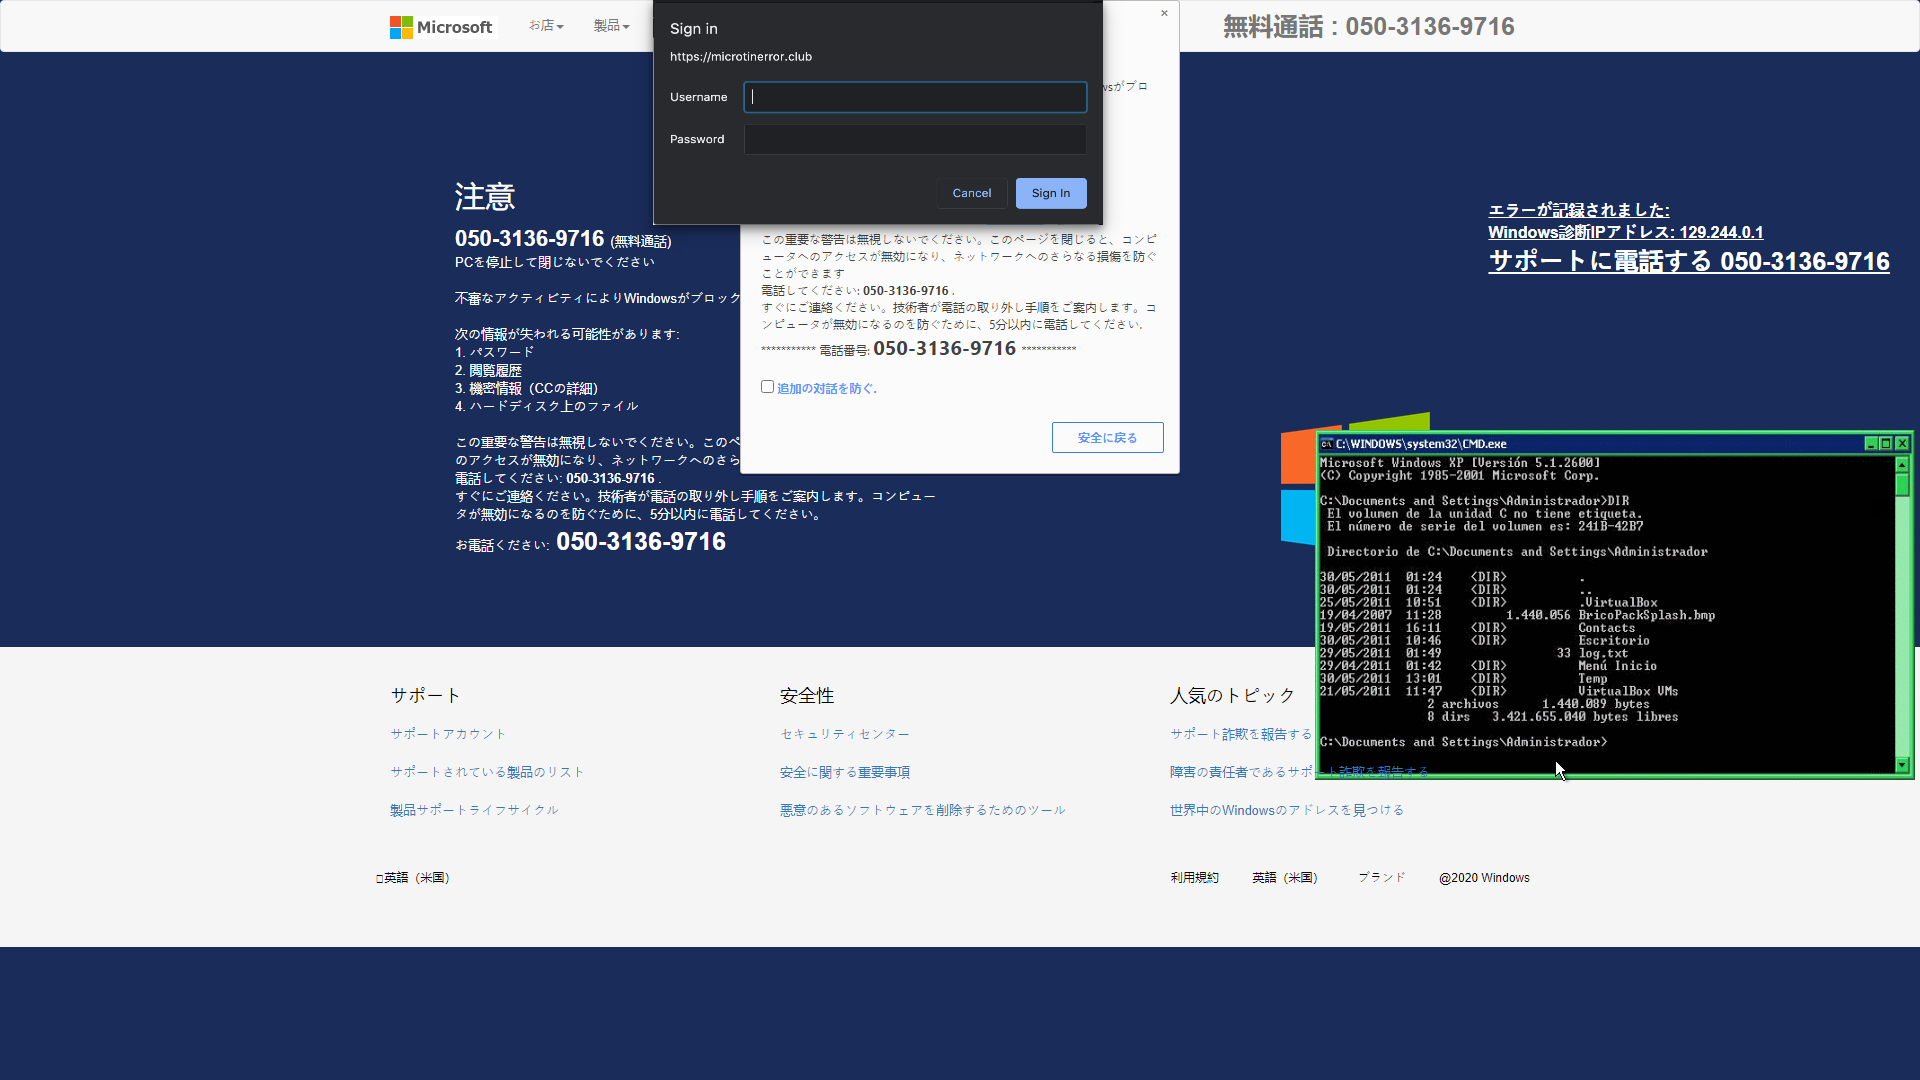 Microsoft
お店
製品
無料通話 : 050-3136-9716
Sign in
https://microtinerror.club
Username
Password
Cancel
Sign In
×
wsがブロ
注意
050-3136-9716 (無料通話)
PCを停止して閉じないでください
不審なアクティビティによりWindowsがブロック
次の情報が失われる可能性があります:
1. パスワード
2. 閲覧履歴
3. 機密情報（CCの詳細）
4. ハードディスク上のファイル
この重要な警告は無視しないでください。このペ
のアクセスが無効になり、ネットワークへのさら
電話してください: 050-3136-9716 .
すぐにご連絡ください。技術者が電話の取り外し手順をご案内します。コンピュー
タが無効になるのを防ぐために、5分以内に電話してください。
お電話ください: 050-3136-9716
この重要な警告は無視しないでください。このページを閉じると、コンピ
ュータへのアクセスが無効になり、ネットワークへのさらなる損傷を防ぐ
ことができます
電話してください: 050-3136-9716 .
すぐにご連絡ください。技術者が電話の取り外し手順をご案内します。コ
ンピュータが無効になるのを防ぐために、5分以内に電話してください.
*********** 電話番号: 050-3136-9716 ***********
追加の対話を防ぐ.
安全に戻る
エラーが記録されました:
Windows診断IPアドレス: 129.244.0.1
サポートに電話する 050-3136-9716
C:\WINDOWS\system32\CMD.exe
Microsoft Windows XP [Versión 5.1.2600]
(C) Copyright 1985-2001 Microsoft Corp.
C:\Documents and Settings\Administrador>DIR
El volumen de la unidad C no tiene etiqueta.
El número de serie del volumen es: 241B-42B7
Directorio de C:\Documents and Settings\Administrador
30/05/2011 01:24 <DIR> .
30/05/2011 01:24 <DIR> ..
25/05/2011 10:51 <DIR> .VirtualBox
19/04/2007 11:28 1.440.056 BricoPackSplash.bmp
19/05/2011 16:11 <DIR> Contacts
30/05/2011 10:46 <DIR> Escritorio
29/05/2011 01:49 33 log.txt
29/04/2011 01:42 <DIR> Menú Inicio
30/05/2011 13:01 <DIR> Temp
21/05/2011 11:47 <DIR> VirtualBox VMs
2 archivos 1.440.089 bytes
8 dirs 3.421.655.040 bytes libres
C:\Documents and Settings\Administrador>
サポート
サポートアカウント
サポートされている製品のリスト
製品サポートライフサイクル
安全性
セキュリティセンター
安全に関する重要事項
悪意のあるソフトウェアを削除するためのツール
人気のトピック
サポート詐欺を報告する
障害の責任者であるサポート詐欺を報告する
世界中のWindowsのアドレスを見つける
英語（米国）
利用規約
英語（米国）
ブランド
@2020 Windows